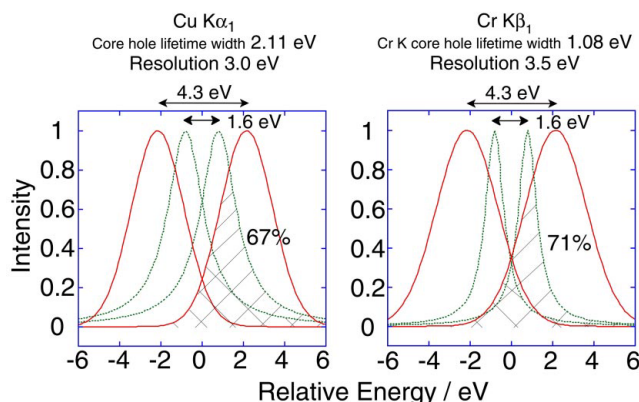 Cu Kα1
Core hole lifetime width 2.11 eV
Resolution 3.0 eV
4.3 eV
1.6 eV
67%
Intensity
1
0.8
0.6
0.4
0.2
0
-6 -4 -2 0 2 4 6
Cr Kβ1
Cr K core hole lifetime width 1.08 eV
Resolution 3.5 eV
4.3 eV
1.6 eV
71%
1
0.8
0.6
0.4
0.2
0
-6 -4 -2 0 2 4 6
Relative Energy / eV